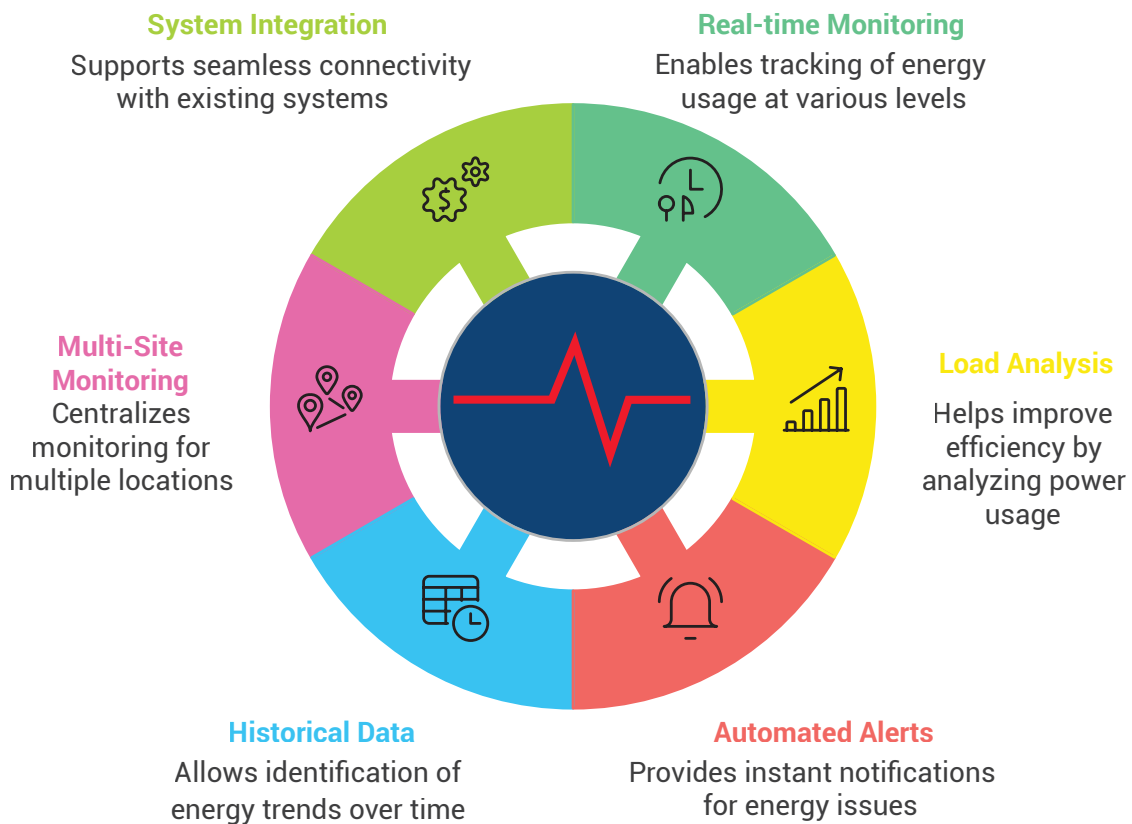 System Integration
Supports seamless connectivity
with existing systems
Real-time Monitoring
Enables tracking of energy
usage at various levels
Multi-Site
Monitoring
Centralizes
monitoring for
multiple locations
Load Analysis
Helps improve
efficiency by
analyzing power
usage
Historical Data
Allows identification of
energy trends over time
Automated Alerts
Provides instant notifications
for energy issues
$